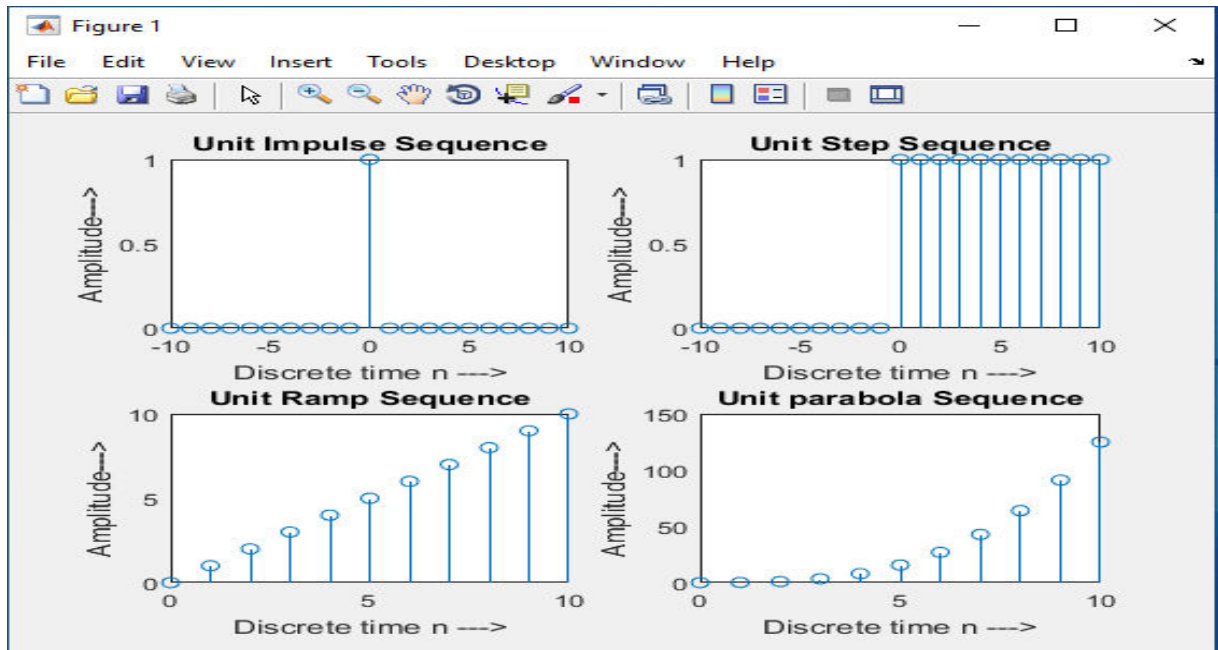 Figure 1
File Edit View Insert Tools Desktop Window Help
Unit Impulse Sequence
Amplitude--->
1
0.5
0
-10 -5 0 5 10
Discrete time n --->
Unit Step Sequence
Amplitude--->
1
0.5
0
-10 -5 0 5 10
Discrete time n --->
Unit Ramp Sequence
Amplitude--->
10
5
0
0 5 10
Discrete time n --->
Unit parabola Sequence
Amplitude--->
150
100
50
0
0 5 10
Discrete time n --->